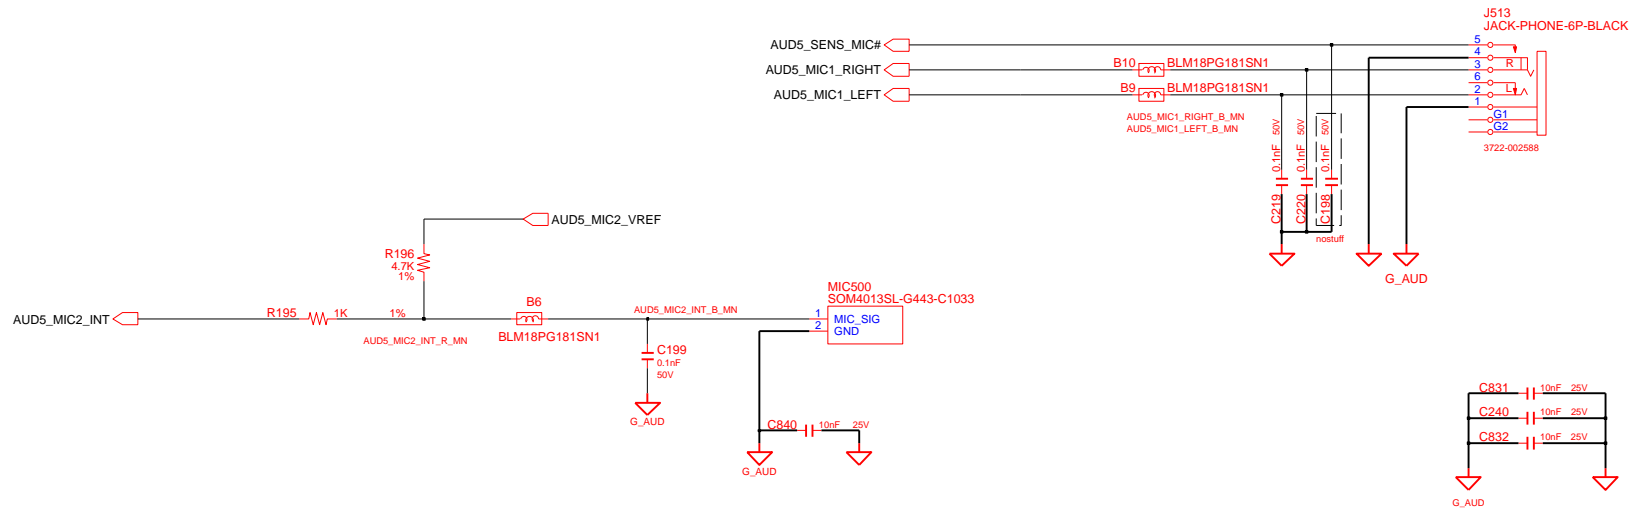 J513
JACK-PHONE-6P-BLACK
AUD5_SENS_MIC#
5
4
AUD5_MIC1_RIGHT
B10
BLM18PG181SN1
3
R
6
AUD5_MIC1_LEFT
B9
BLM18PG181SN1
2
L
1
AUD5_MIC1_RIGHT_B_MN
AUD5_MIC1_LEFT_B_MN
G1
G2
3722-002588
C219
0.1nF
50V
C220
0.1nF
50V
C198
0.1nF
50V
nostuff
G_AUD
AUD5_MIC2_VREF
R196
4.7K
1%
AUD5_MIC2_INT
R195
1K
1%
AUD5_MIC2_INT_R_MN
B6
BLM18PG181SN1
AUD5_MIC2_INT_B_MN
C199
0.1nF
50V
G_AUD
MIC500
SOM4013SL-G443-C1033
1
MIC_SIG
2
GND
C840
10nF
25V
G_AUD
C831
10nF
25V
C240
10nF
25V
C832
10nF
25V
G_AUD